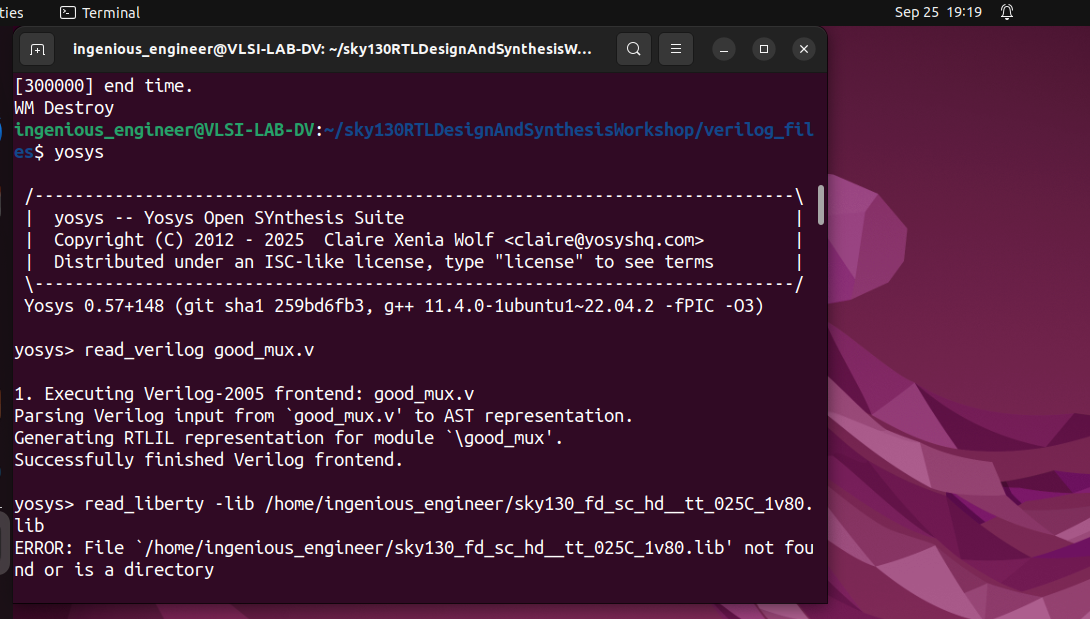 ties
Terminal
Sep 25 19:19
ingenious_engineer@VLSI-LAB-DV: ~/sky130RTLDesignAndSynthesisW...
[300000] end time.
WM Destroy
ingenious_engineer@VLSI-LAB-DV:~/sky130RTLDesignAndSynthesisWorkshop/verilog_fil
es$ yosys
/----------------------------------------------------------------------------\
| yosys -- Yosys Open SYnthesis Suite |
| Copyright (C) 2012 - 2025 Claire Xenia Wolf <claire@yosyshq.com> |
| Distributed under an ISC-like license, type "license" to see terms |
\----------------------------------------------------------------------------/
Yosys 0.57+148 (git sha1 259bd6fb3, g++ 11.4.0-1ubuntu1~22.04.2 -fPIC -O3)
yosys> read_verilog good_mux.v
1. Executing Verilog-2005 frontend: good_mux.v
Parsing Verilog input from `good_mux.v' to AST representation.
Generating RTLIL representation for module `\good_mux'.
Successfully finished Verilog frontend.
yosys> read_liberty -lib /home/ingenious_engineer/sky130_fd_sc_hd__tt_025C_1v80.
lib
ERROR: File `/home/ingenious_engineer/sky130_fd_sc_hd__tt_025C_1v80.lib' not fou
nd or is a directory